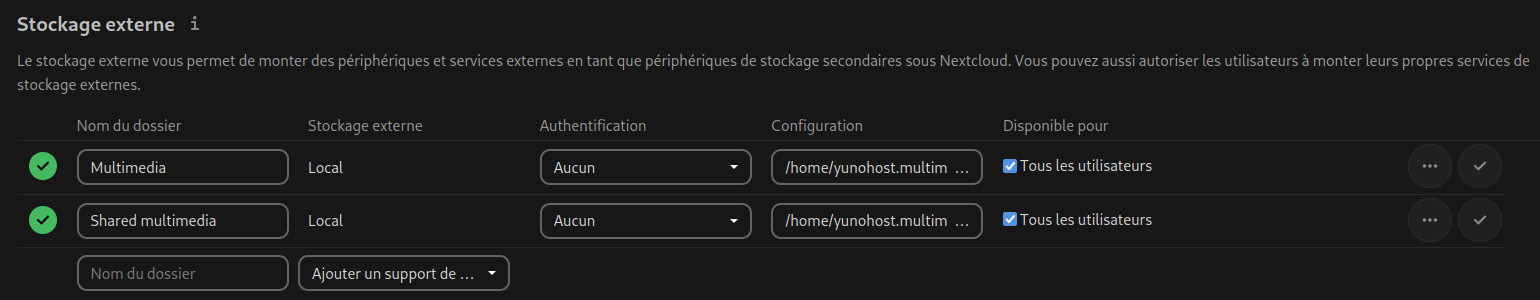 Stockage externe
Le stockage externe vous permet de monter des périphériques et services externes en tant que périphériques de stockage secondaires sous Nextcloud. Vous pouvez aussi autoriser les utilisateurs à monter leurs propres services de
stockage externes.
Nom du dossier Stockage externe Authentification Configuration Disponible pour
Multimedia Local Aucun /home/yunohost.multim ... Tous les utilisateurs
Shared multimedia Local Aucun /home/yunohost.multim ... Tous les utilisateurs
Nom du dossier Ajouter un support de ...